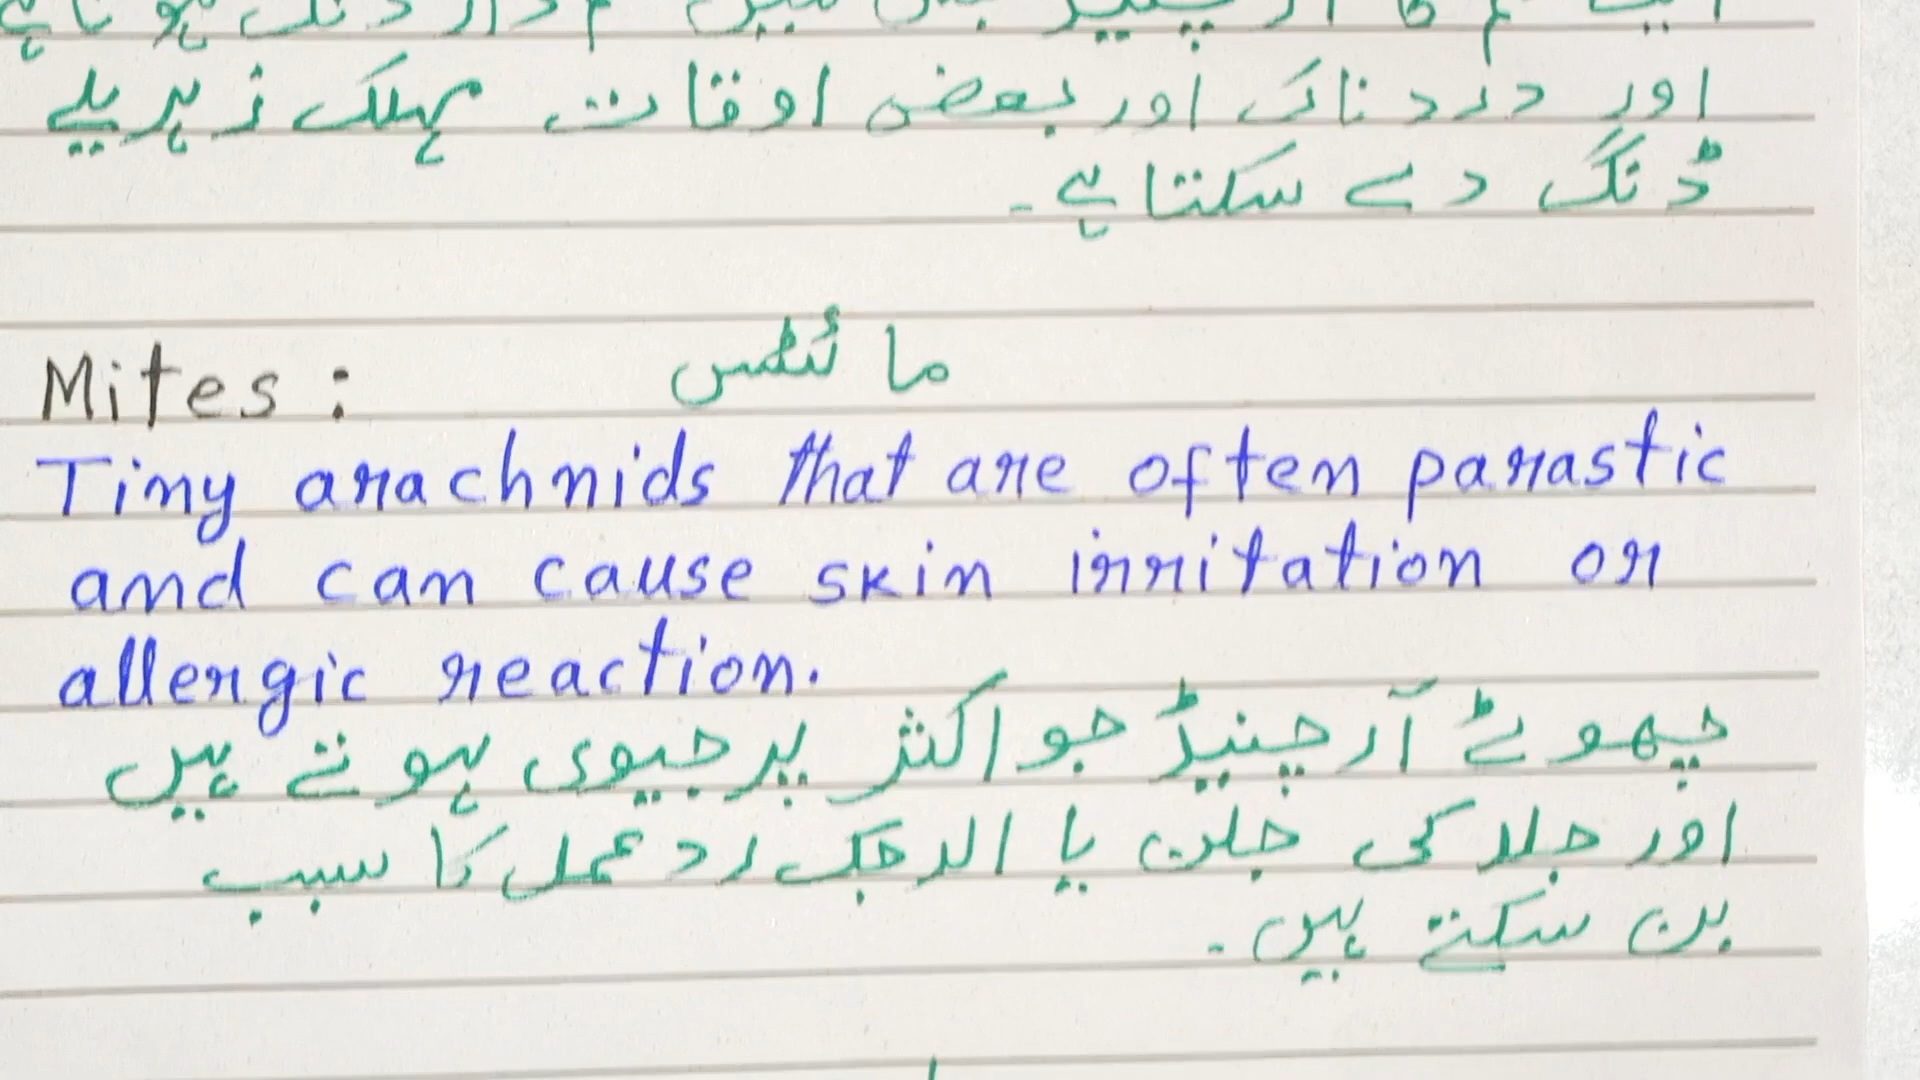 اور دردناک اور بعض اوقات مہلک زہریلے
ڈنگ دے سکتا ہے۔
Mites : مائٹس
Tiny arachnids that are often parastic
and can cause skin irritation or
allergic reaction.
چھوٹے آرچنیڈ جو اکثر پرجیوی ہوتے ہیں
اور جلد کی جلن یا الرجک ردعمل کا سبب
بن سکتے ہیں۔